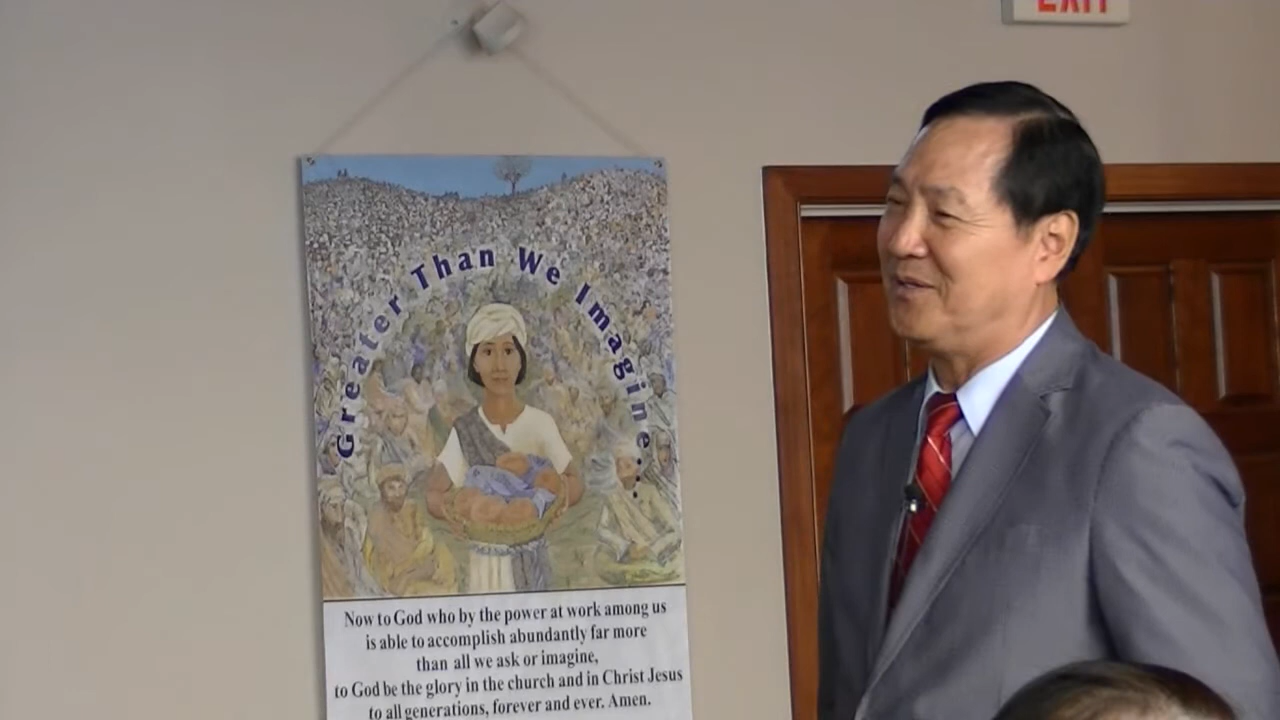 EXIT
Greater Than We Imagine...
Now to God who by the power at work among us
is able to accomplish abundantly far more
than all we ask or imagine,
to God be the glory in the church and in Christ Jesus
to all generations, forever and ever. Amen.